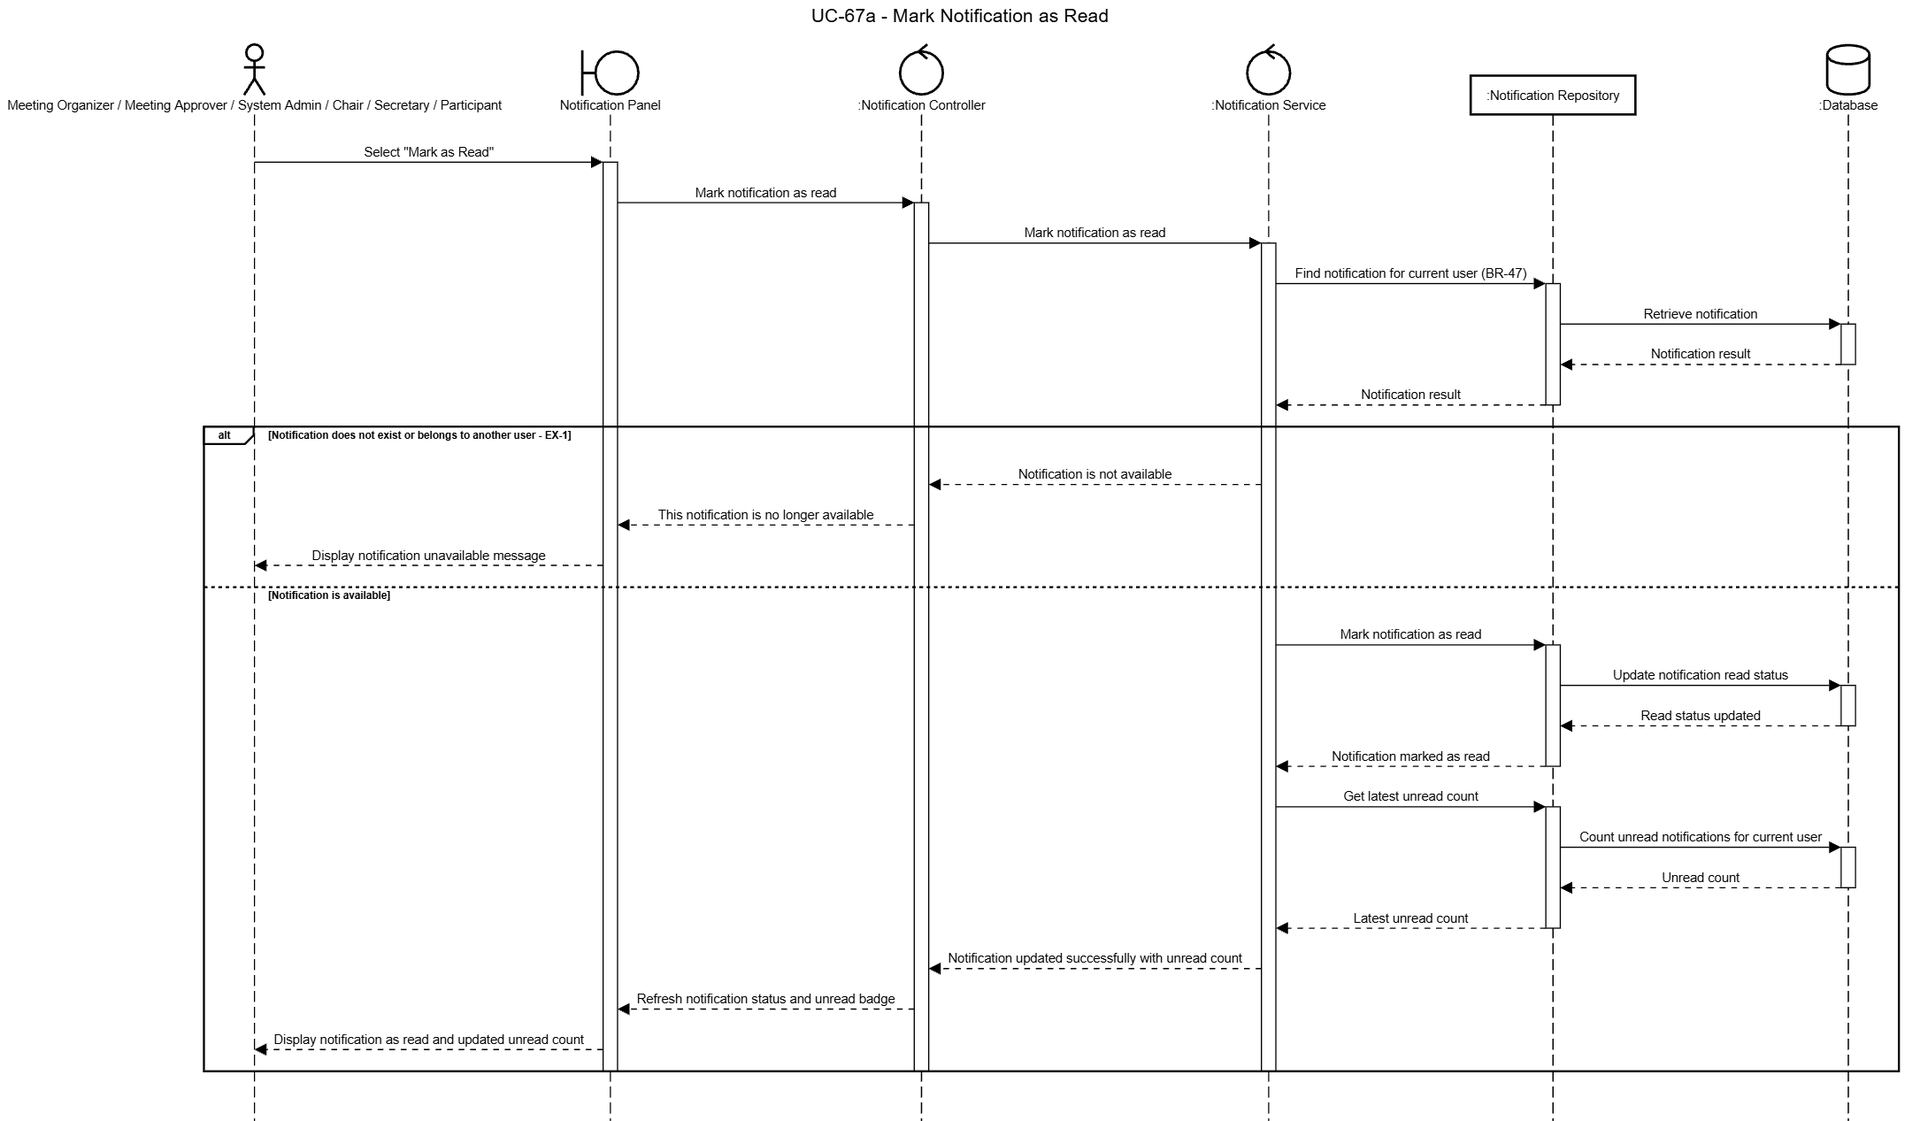 UC-67a - Mark Notification as Read
Meeting Organizer / Meeting Approver / System Admin / Chair / Secretary / Participant
Notification Panel
:Notification Controller
:Notification Service
:Notification Repository
:Database
Select "Mark as Read"
Mark notification as read
Mark notification as read
Find notification for current user (BR-47)
Retrieve notification
Notification result
Notification result
alt
[Notification does not exist or belongs to another user - EX-1]
Notification is not available
This notification is no longer available
Display notification unavailable message
[Notification is available]
Mark notification as read
Update notification read status
Read status updated
Notification marked as read
Get latest unread count
Count unread notifications for current user
Unread count
Latest unread count
Notification updated successfully with unread count
Refresh notification status and unread badge
Display notification as read and updated unread count